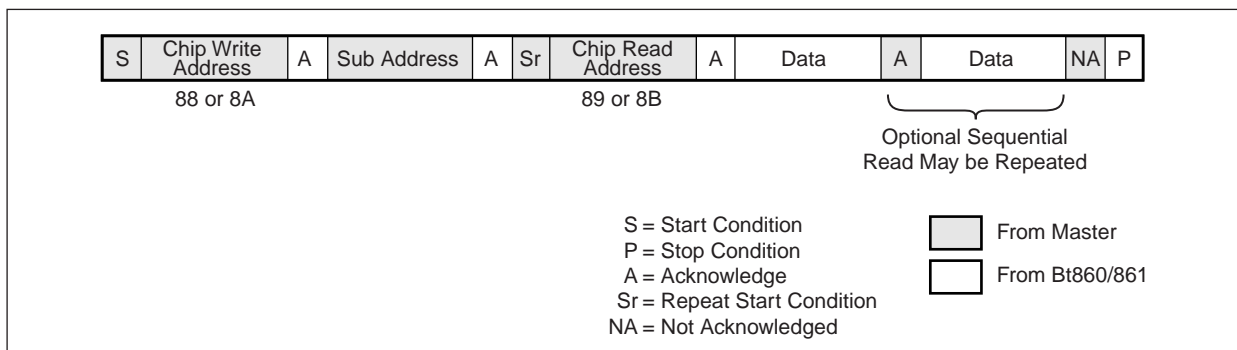 S Chip Write Address A Sub Address A Sr Chip Read Address A Data A Data NA P
88 or 8A 89 or 8B
Optional Sequential
Read May be Repeated
S = Start Condition
P = Stop Condition
A = Acknowledge
Sr = Repeat Start Condition
NA = Not Acknowledged
From Master
From Bt860/861